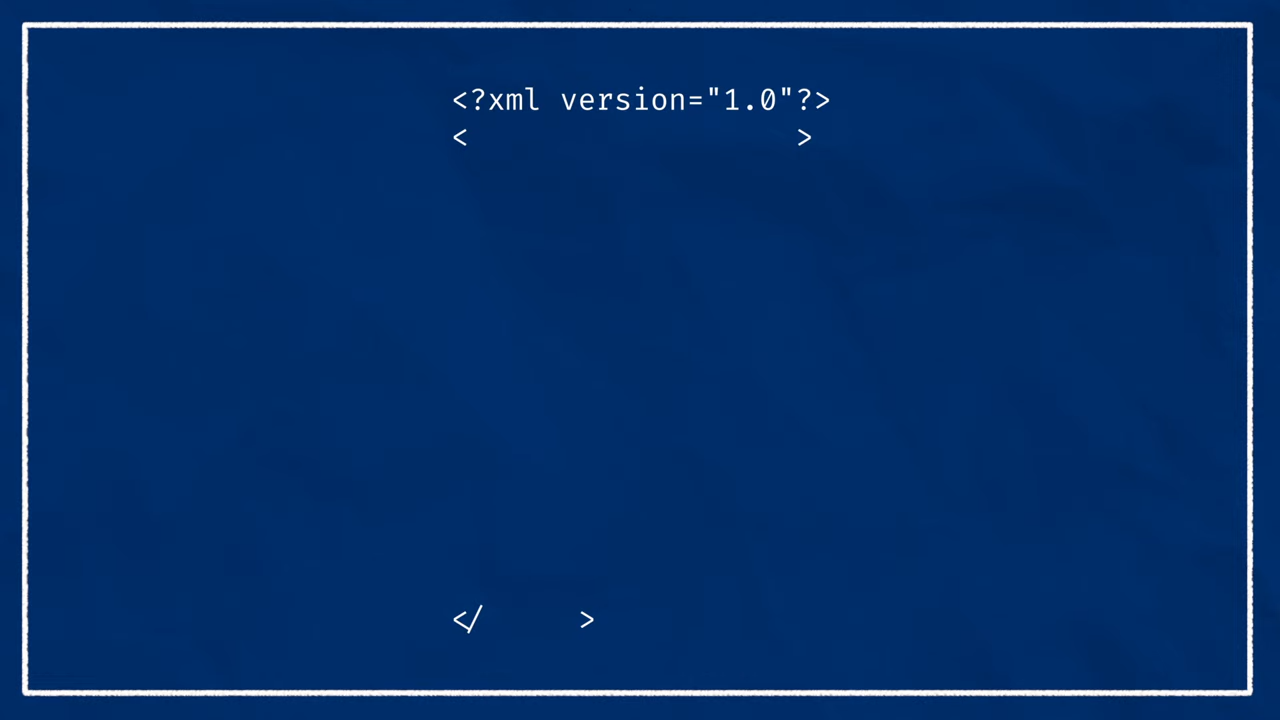 <?xml version="1.0"?>
< >
</ >